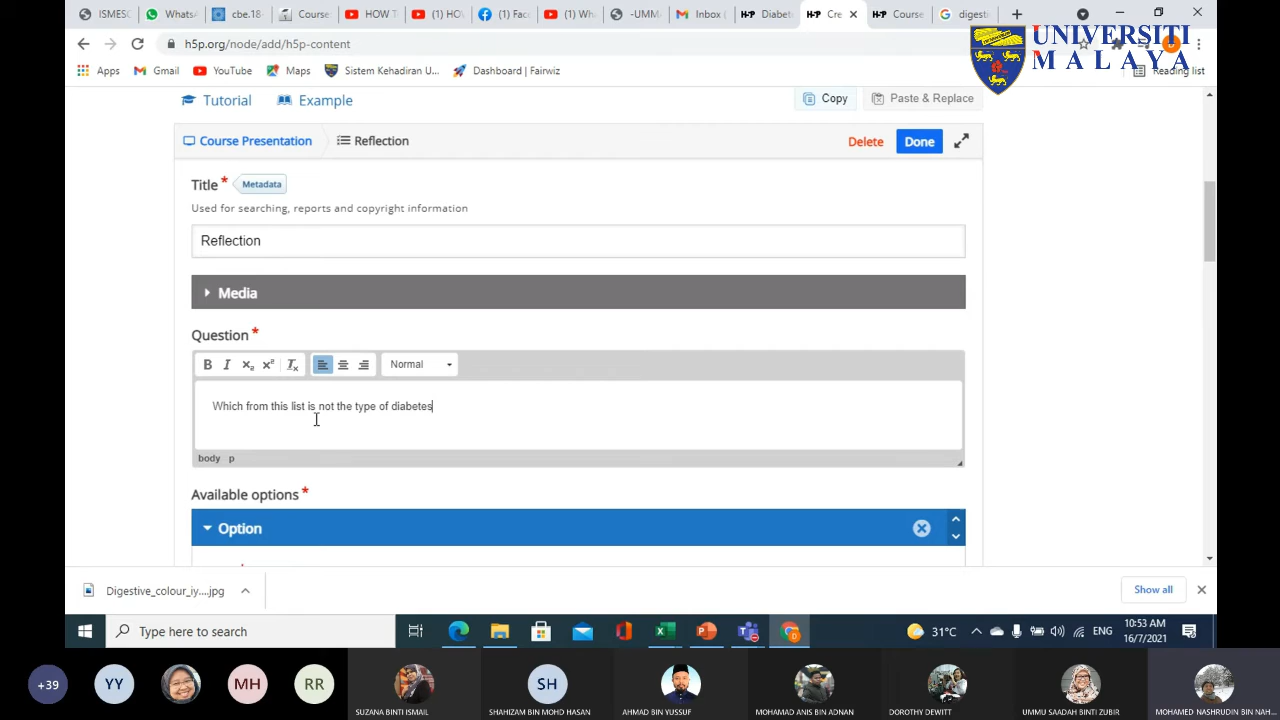 ISMESC
WhatsA
cbe.18-
Course:
HOW T
(1) HO
(2) Fac
(1) Wha
-UMM
Inbox
Diabet
Cre
Course
digest
h5p.org/node/add/h5p-content
UNIVERSITI
MALAYA
Apps
Gmail
YouTube
Maps
Sistem Kehadiran U...
Dashboard | Fairwiz
Reading list
Tutorial
Example
Copy
Paste & Replace
Course Presentation
Reflection
Delete
Done
Title *
Metadata
Used for searching, reports and copyright information
Reflection
Media
Question *
Normal
Which from this list is not the type of diabetes
body p
Available options *
Option
Digestive_colour_iy....jpg
Show all
Type here to search
31°C
ENG
10:53 AM
16/7/2021
+39
YY
MH
RR
SH
SUZANA BINTI ISMAIL
SHAHIZAM BIN MOHD HASAN
AHMAD BIN YUSSUF
MOHAMAD ANIS BIN ADNAN
DOROTHY DEWITT
UMMU SAADAH BINTI ZUBIR
MOHAMED NASHRUDIN BIN NAH...